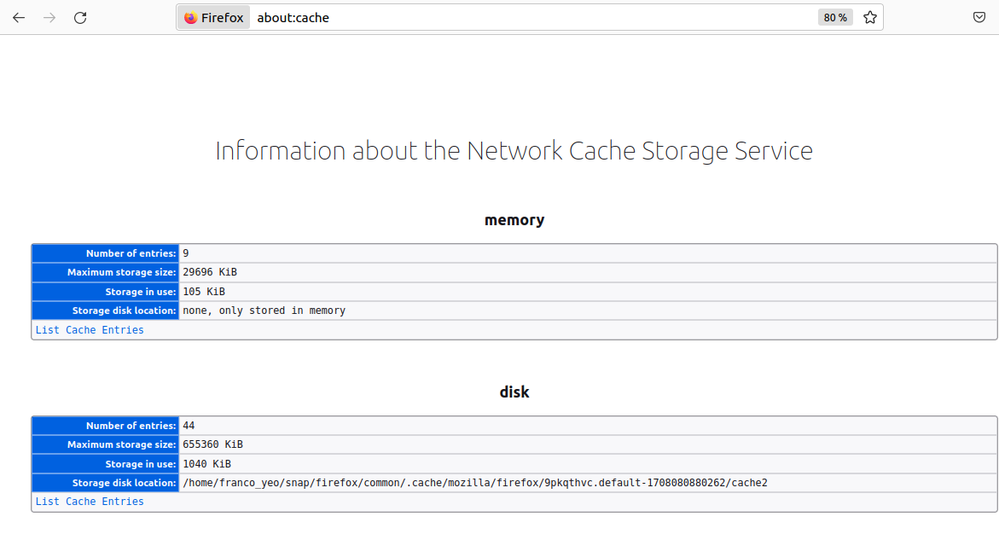 Firefox about:cache 80 %
Information about the Network Cache Storage Service
memory
Number of entries: 9
Maximum storage size: 29696 KiB
Storage in use: 105 KiB
Storage disk location: none, only stored in memory
List Cache Entries
disk
Number of entries: 44
Maximum storage size: 655360 KiB
Storage in use: 1040 KiB
Storage disk location: /home/franco_yeo/snap/firefox/common/.cache/mozilla/firefox/9pkqthvc.default-1708080880262/cache2
List Cache Entries